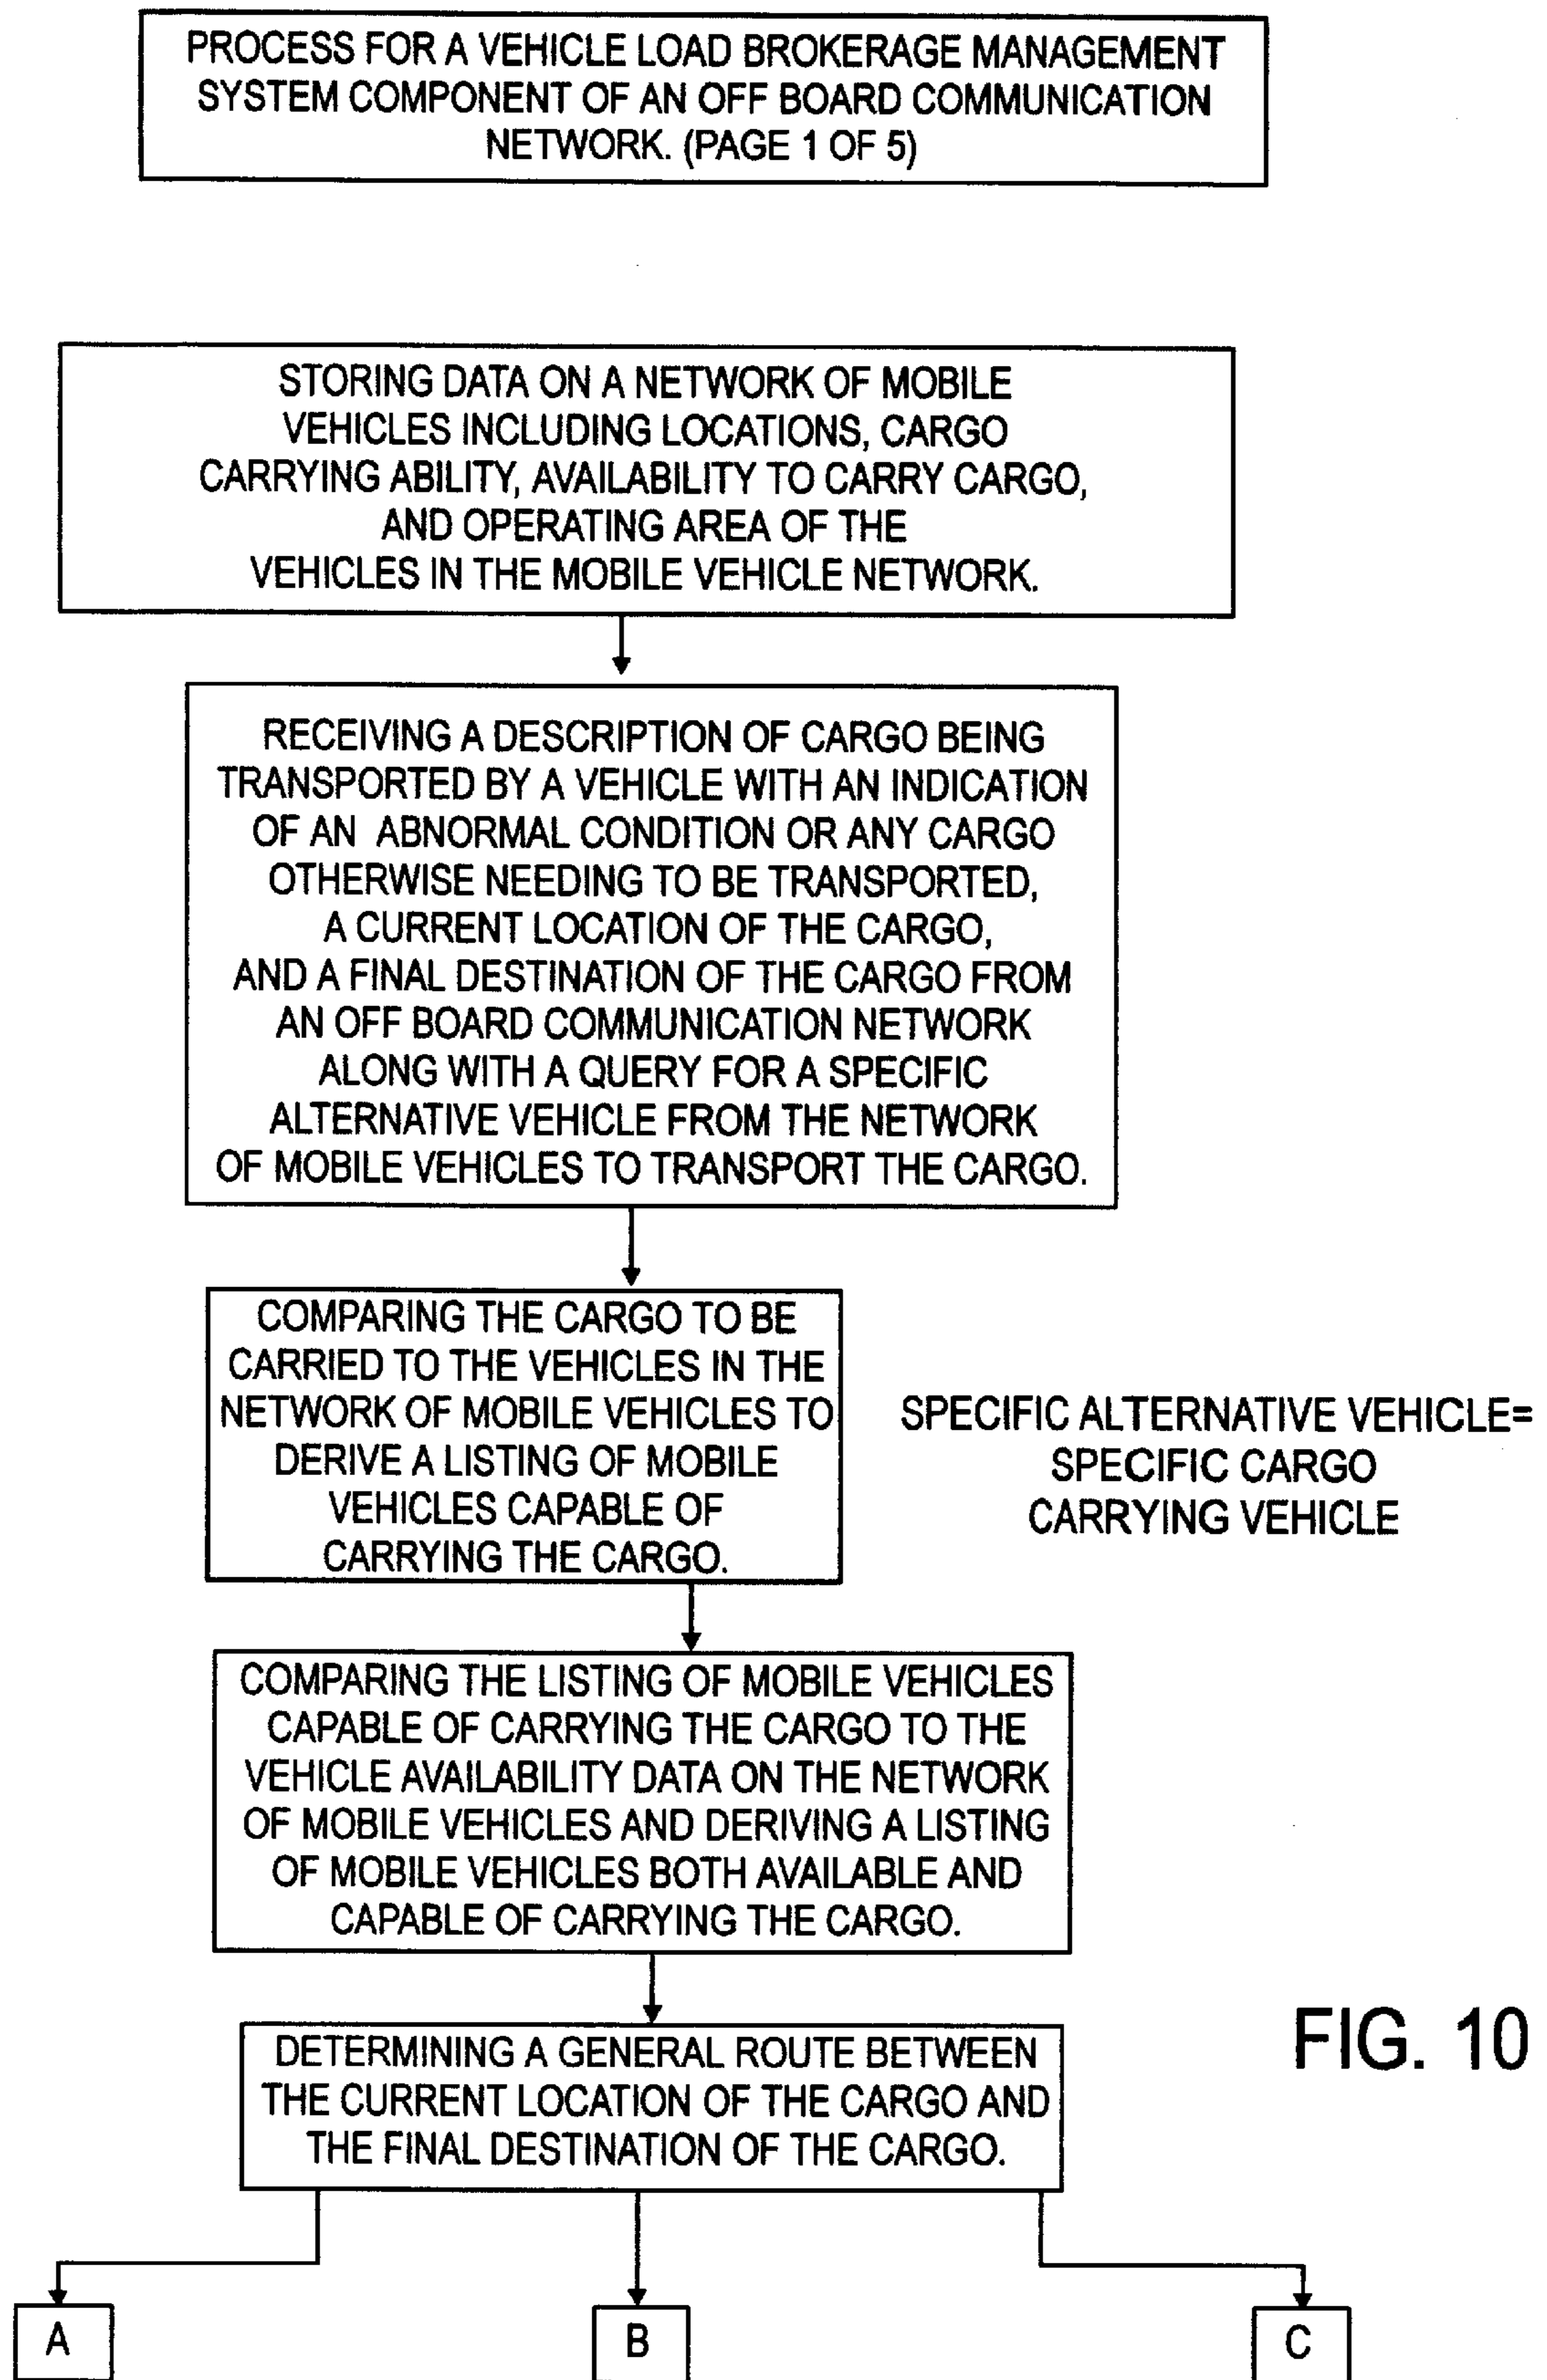 PROCESS FOR A VEHICLE LOAD BROKERAGE MANAGEMENT
SYSTEM COMPONENT OF AN OFF BOARD COMMUNICATION
NETWORK. (PAGE 1 OF 5)
STORING DATA ON A NETWORK OF MOBILE
VEHICLES INCLUDING LOCATIONS, CARGO
CARRYING ABILITY, AVAILABILITY TO CARRY CARGO,
AND OPERATING AREA OF THE
VEHICLES IN THE MOBILE VEHICLE NETWORK.
RECEIVING A DESCRIPTION OF CARGO BEING
TRANSPORTED BY A VEHICLE WITH AN INDICATION
OF AN ABNORMAL CONDITION OR ANY CARGO
OTHERWISE NEEDING TO BE TRANSPORTED,
A CURRENT LOCATION OF THE CARGO,
AND A FINAL DESTINATION OF THE CARGO FROM
AN OFF BOARD COMMUNICATION NETWORK
ALONG WITH A QUERY FOR A SPECIFIC
ALTERNATIVE VEHICLE FROM THE NETWORK
OF MOBILE VEHICLES TO TRANSPORT THE CARGO.
COMPARING THE CARGO TO BE
CARRIED TO THE VEHICLES IN THE
NETWORK OF MOBILE VEHICLES TO
DERIVE A LISTING OF MOBILE
VEHICLES CAPABLE OF
CARRYING THE CARGO.
SPECIFIC ALTERNATIVE VEHICLE=
SPECIFIC CARGO
CARRYING VEHICLE
COMPARING THE LISTING OF MOBILE VEHICLES
CAPABLE OF CARRYING THE CARGO TO THE
VEHICLE AVAILABILITY DATA ON THE NETWORK
OF MOBILE VEHICLES AND DERIVING A LISTING
OF MOBILE VEHICLES BOTH AVAILABLE AND
CAPABLE OF CARRYING THE CARGO.
DETERMINING A GENERAL ROUTE BETWEEN
THE CURRENT LOCATION OF THE CARGO AND
THE FINAL DESTINATION OF THE CARGO.
FIG. 10
A
B
C